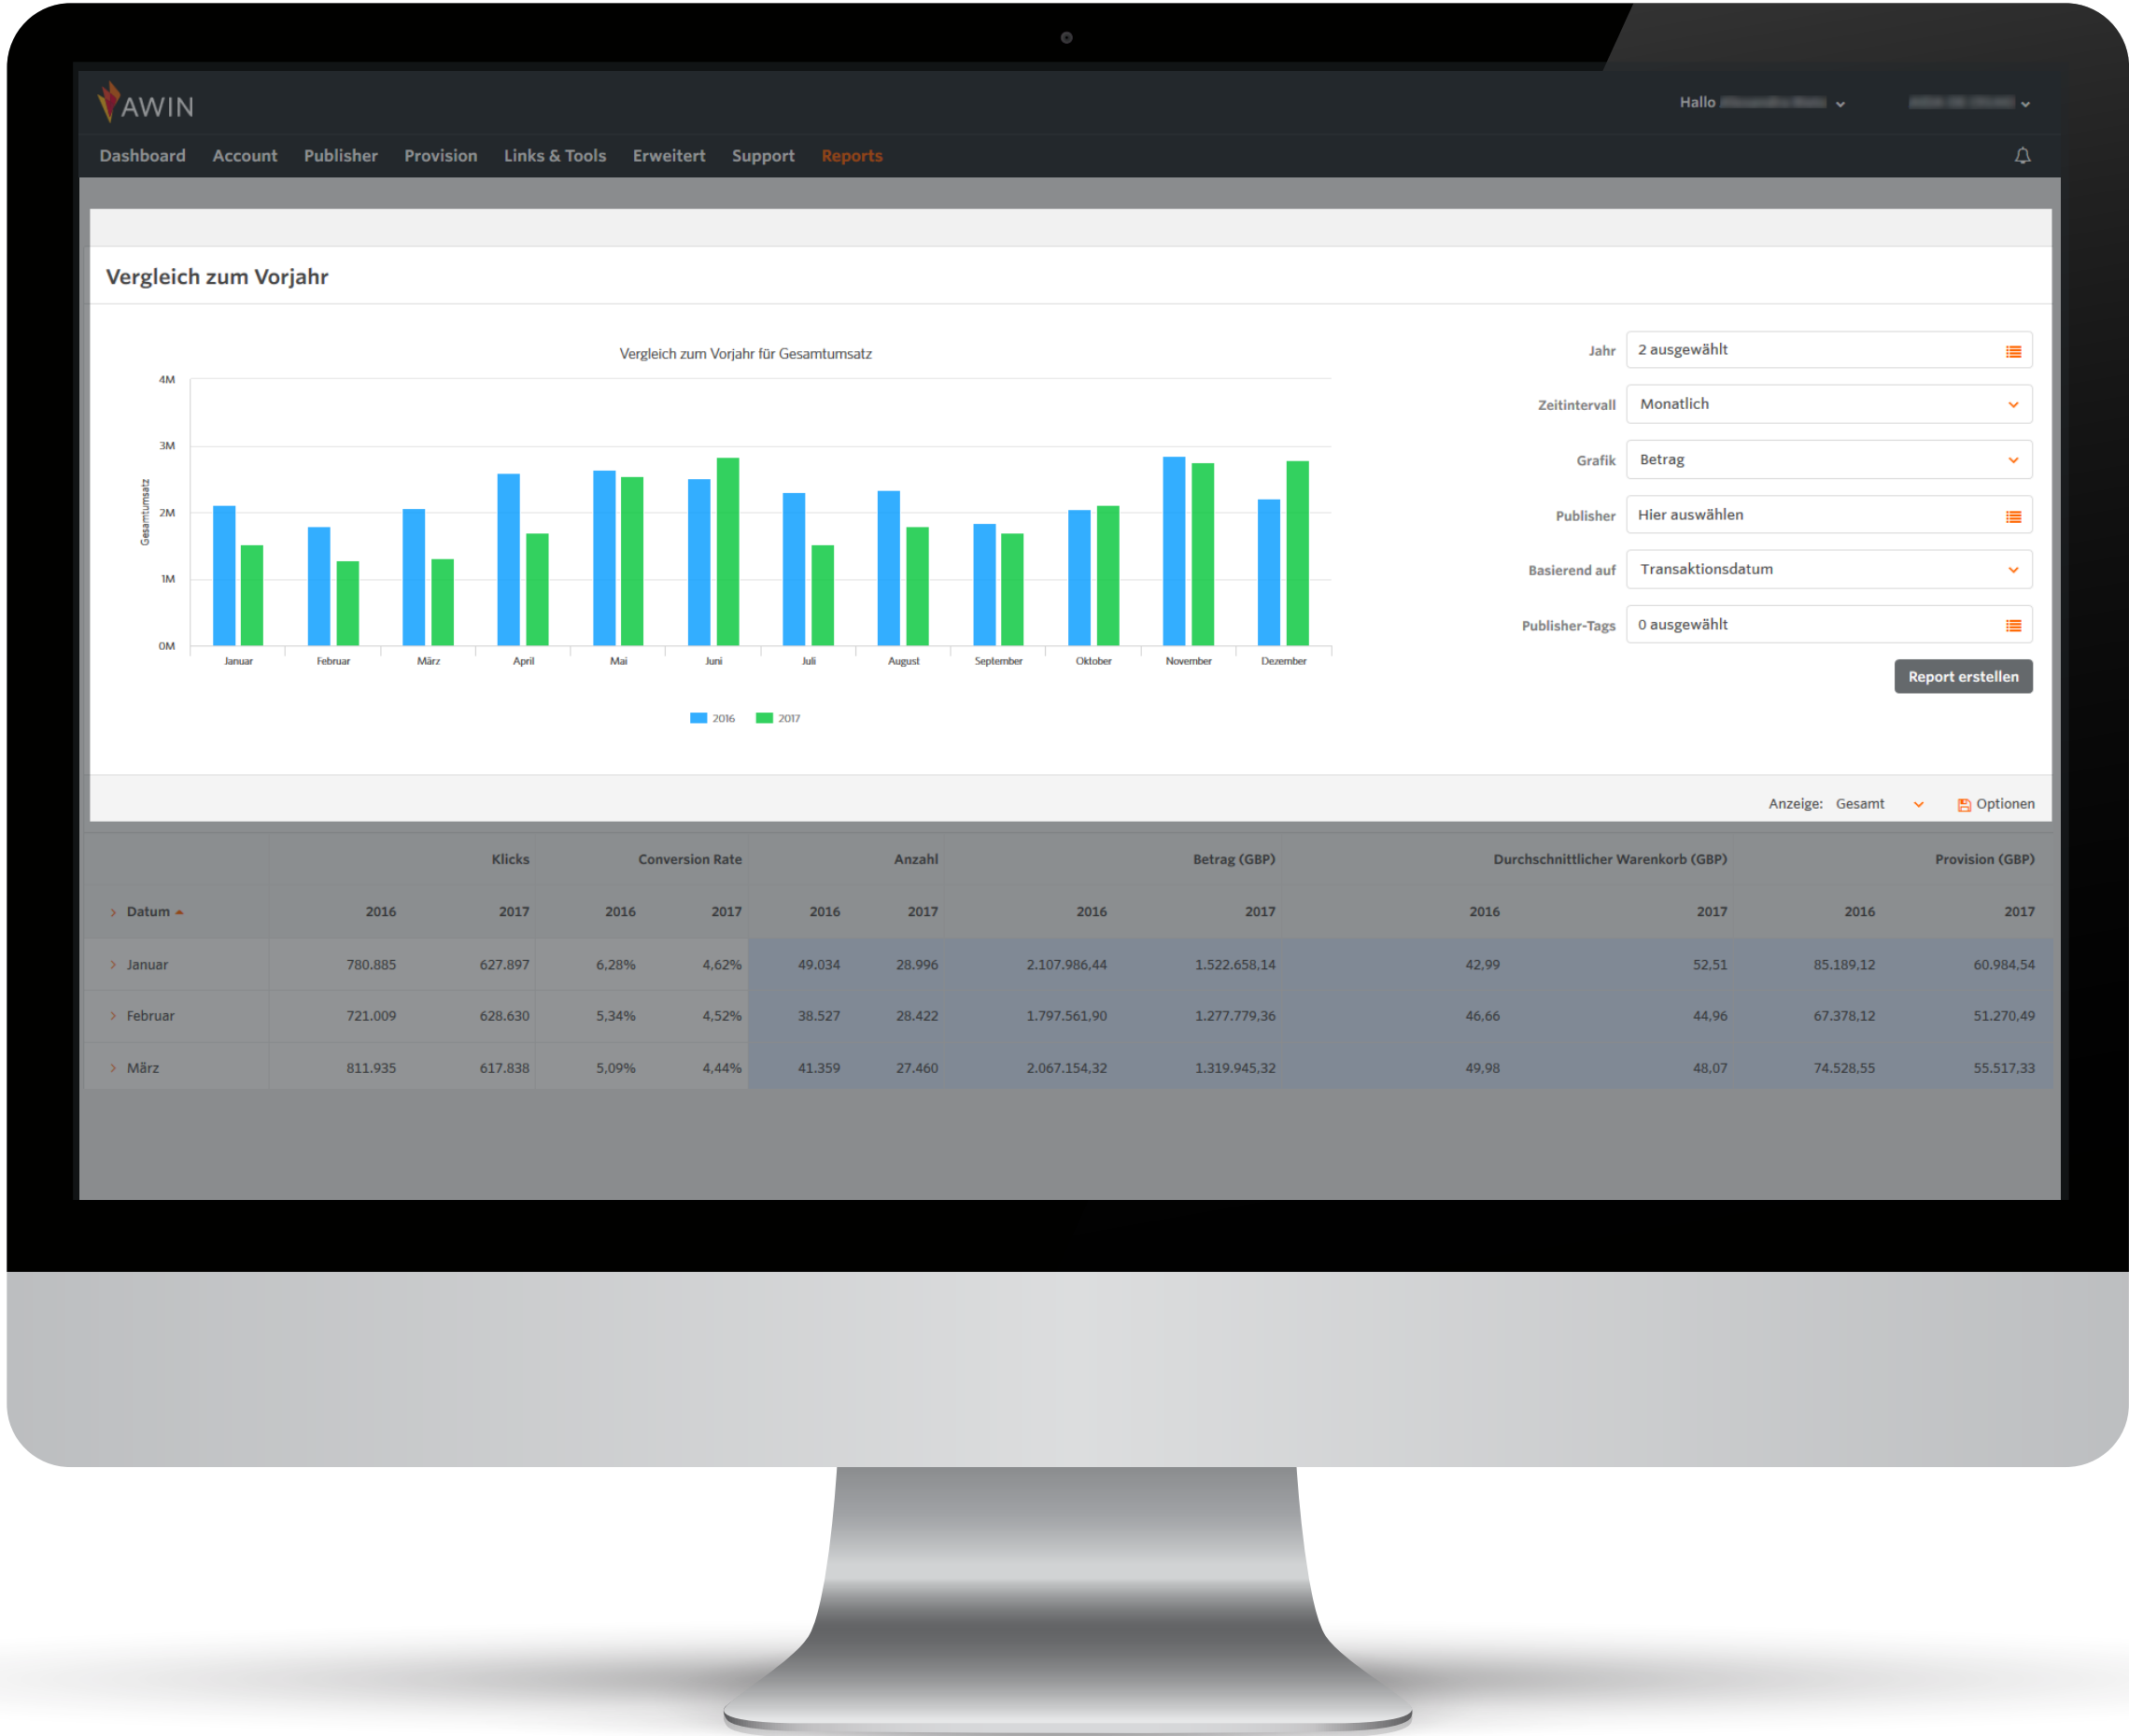 AWIN
Hallo
Dashboard Account Publisher Provision Links & Tools Erweitert Support Reports
Vergleich zum Vorjahr
Vergleich zum Vorjahr für Gesamtumsatz
Gesamtumsatz
4M
3M
2M
1M
0M
Januar Februar März April Mai Juni Juli August September Oktober November Dezember
2016 2017
Jahr 2 ausgewählt
Zeitintervall Monatlich
Grafik Betrag
Publisher Hier auswählen
Basierend auf Transaktionsdatum
Publisher-Tags 0 ausgewählt
Report erstellen
Anzeige: Gesamt Optionen
Klicks Conversion Rate Anzahl Betrag (GBP) Durchschnittlicher Warenkorb (GBP) Provision (GBP)
Datum 2016 2017 2016 2017 2016 2017 2016 2017 2016 2017 2016 2017
Januar 780.885 627.897 6,28% 4,62% 49.034 28.996 2.107.986,44 1.522.658,14 42,99 52,51 85.189,12 60.984,54
Februar 721.009 628.630 5,34% 4,52% 38.527 28.422 1.797.561,90 1.277.779,36 46,66 44,96 67.378,12 51.270,49
März 811.935 617.838 5,09% 4,44% 41.359 27.460 2.067.154,32 1.319.945,32 49,98 48,07 74.528,55 55.517,33